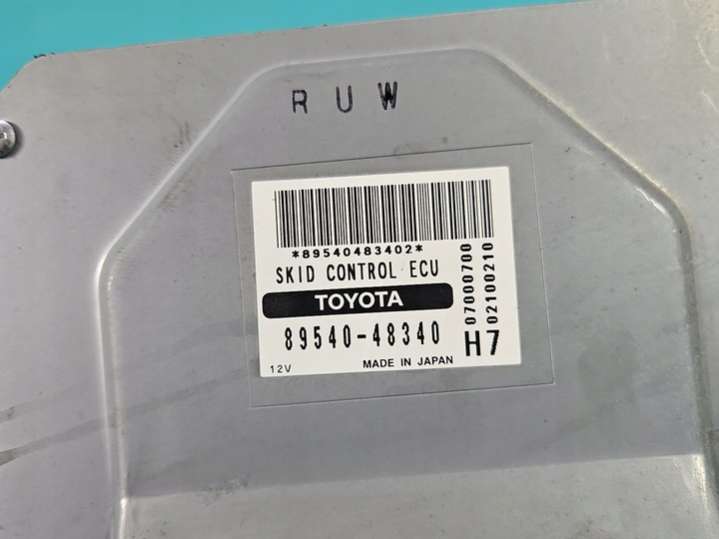 RUW
*89540483402*
SKID CONTROL ECU
TOYOTA
89540-48340
12V
MADE IN JAPAN
07000700
02100210
H7